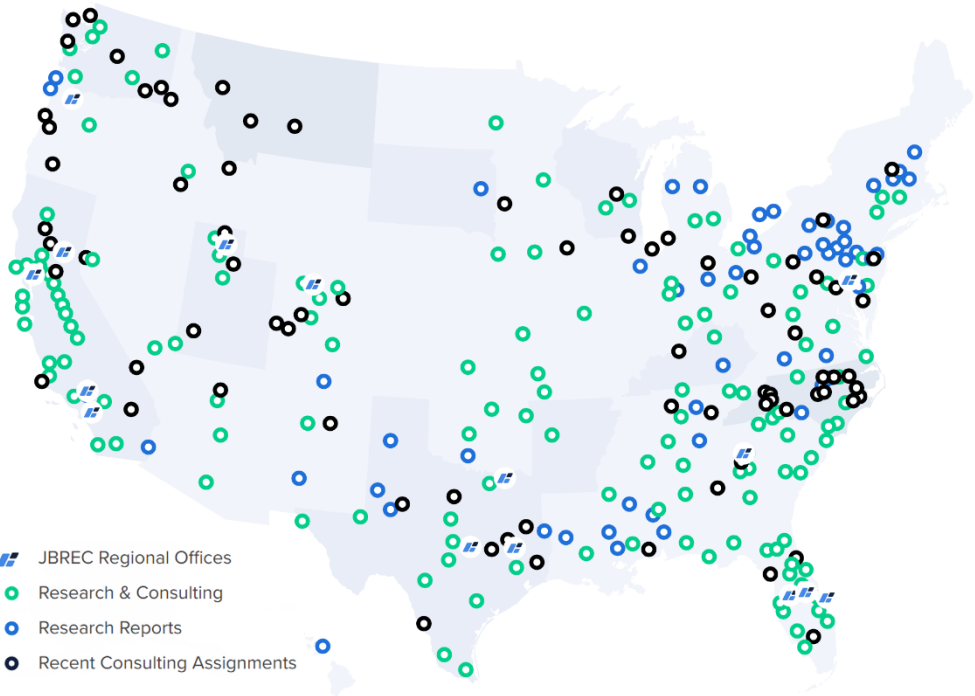 JBREC Regional Offices
Research & Consulting
Research Reports
Recent Consulting Assignments